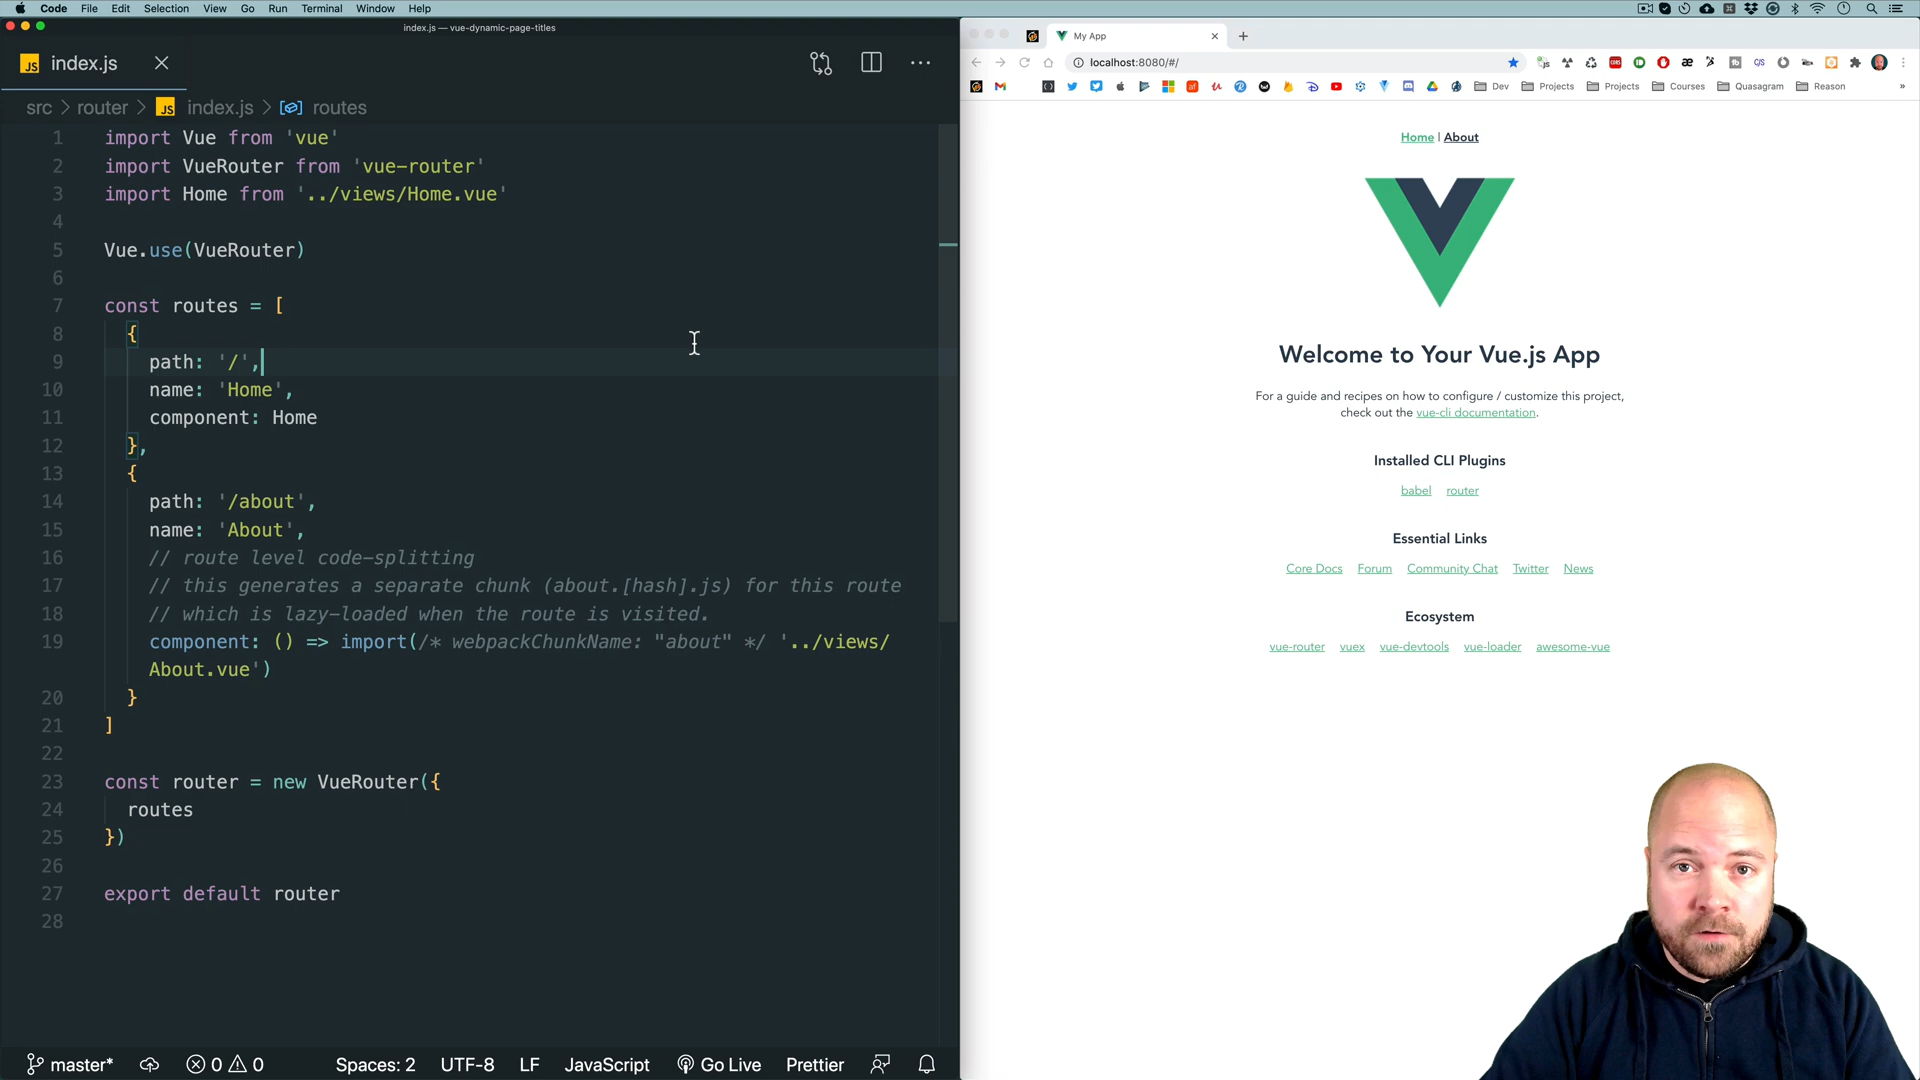 Code File Edit Selection View Go Run Terminal Window Help
index.js — vue-dynamic-page-titles
JS index.js
src > router > JS index.js > routes
1 import Vue from 'vue'
2 import VueRouter from 'vue-router'
3 import Home from '../views/Home.vue'
4
5 Vue.use(VueRouter)
6
7 const routes = [
8 {
9 path: '/',
10 name: 'Home',
11 component: Home
12 },
13 {
14 path: '/about',
15 name: 'About',
16 // route level code-splitting
17 // this generates a separate chunk (about.[hash].js) for this route
18 // which is lazy-loaded when the route is visited.
19 component: () => import(/* webpackChunkName: "about" */ '../views/
About.vue')
20 }
21 ]
22
23 const router = new VueRouter({
24 routes
25 })
26
27 export default router
28
master* 0 0 Spaces: 2 UTF-8 LF JavaScript Go Live Prettier
My App
localhost:8080/#/
Dev Projects Projects Courses Quasagram Reason »
Home | About
Welcome to Your Vue.js App
For a guide and recipes on how to configure / customize this project,
check out the vue-cli documentation.
Installed CLI Plugins
babel router
Essential Links
Core Docs Forum Community Chat Twitter News
Ecosystem
vue-router vuex vue-devtools vue-loader awesome-vue